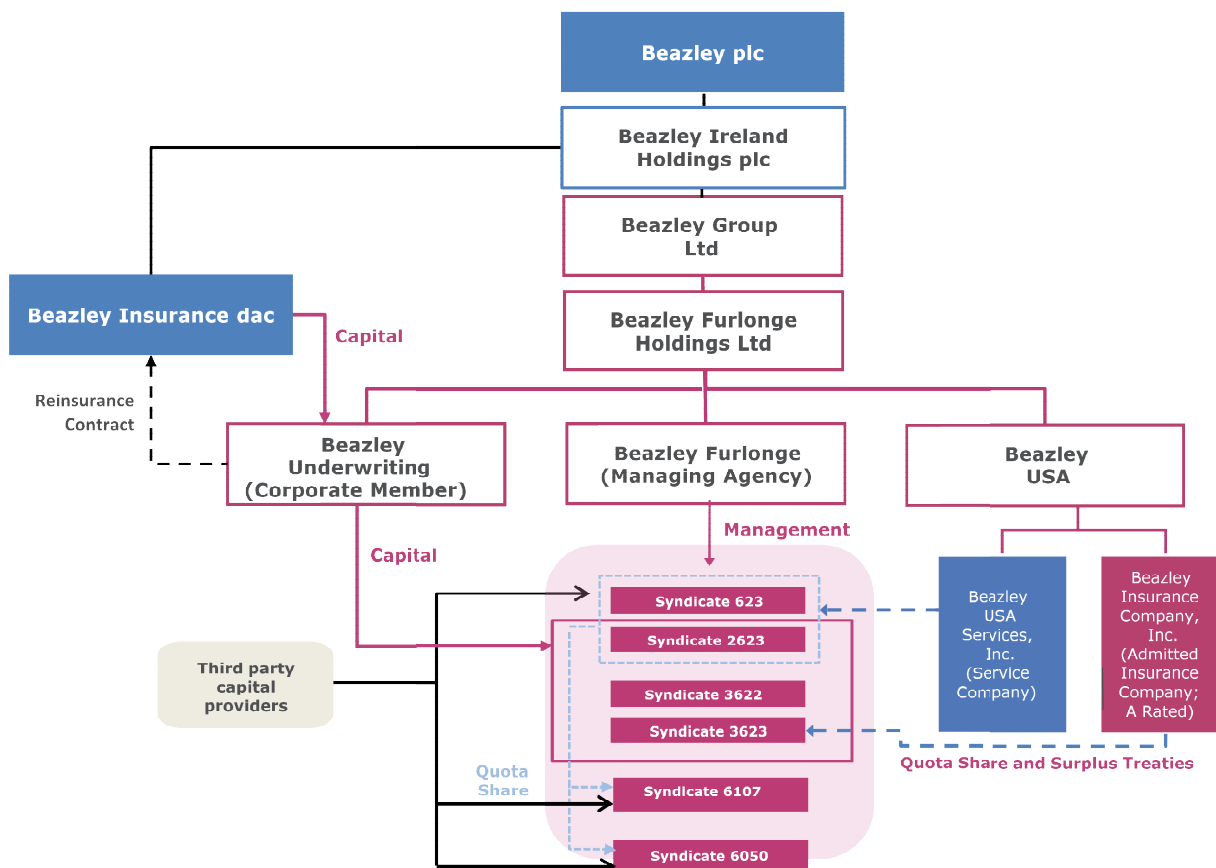 Beazley plc
Beazley Ireland
Holdings plc
Beazley Group
Ltd
Beazley Insurance dac
Capital
Beazley Furlonge
Holdings Ltd
Reinsurance
Contract
Beazley
Underwriting
(Corporate Member)
Beazley Furlonge
(Managing Agency)
Beazley
USA
Capital
Management
Syndicate 623
Syndicate 2623
Syndicate 3622
Syndicate 3623
Syndicate 6107
Syndicate 6050
Third party
capital
providers
Quota
Share
Beazley
USA
Services,
Inc.
(Service
Company)
Beazley
Insurance
Company,
Inc.
(Admitted
Insurance
Company;
A Rated)
Quota Share and Surplus Treaties